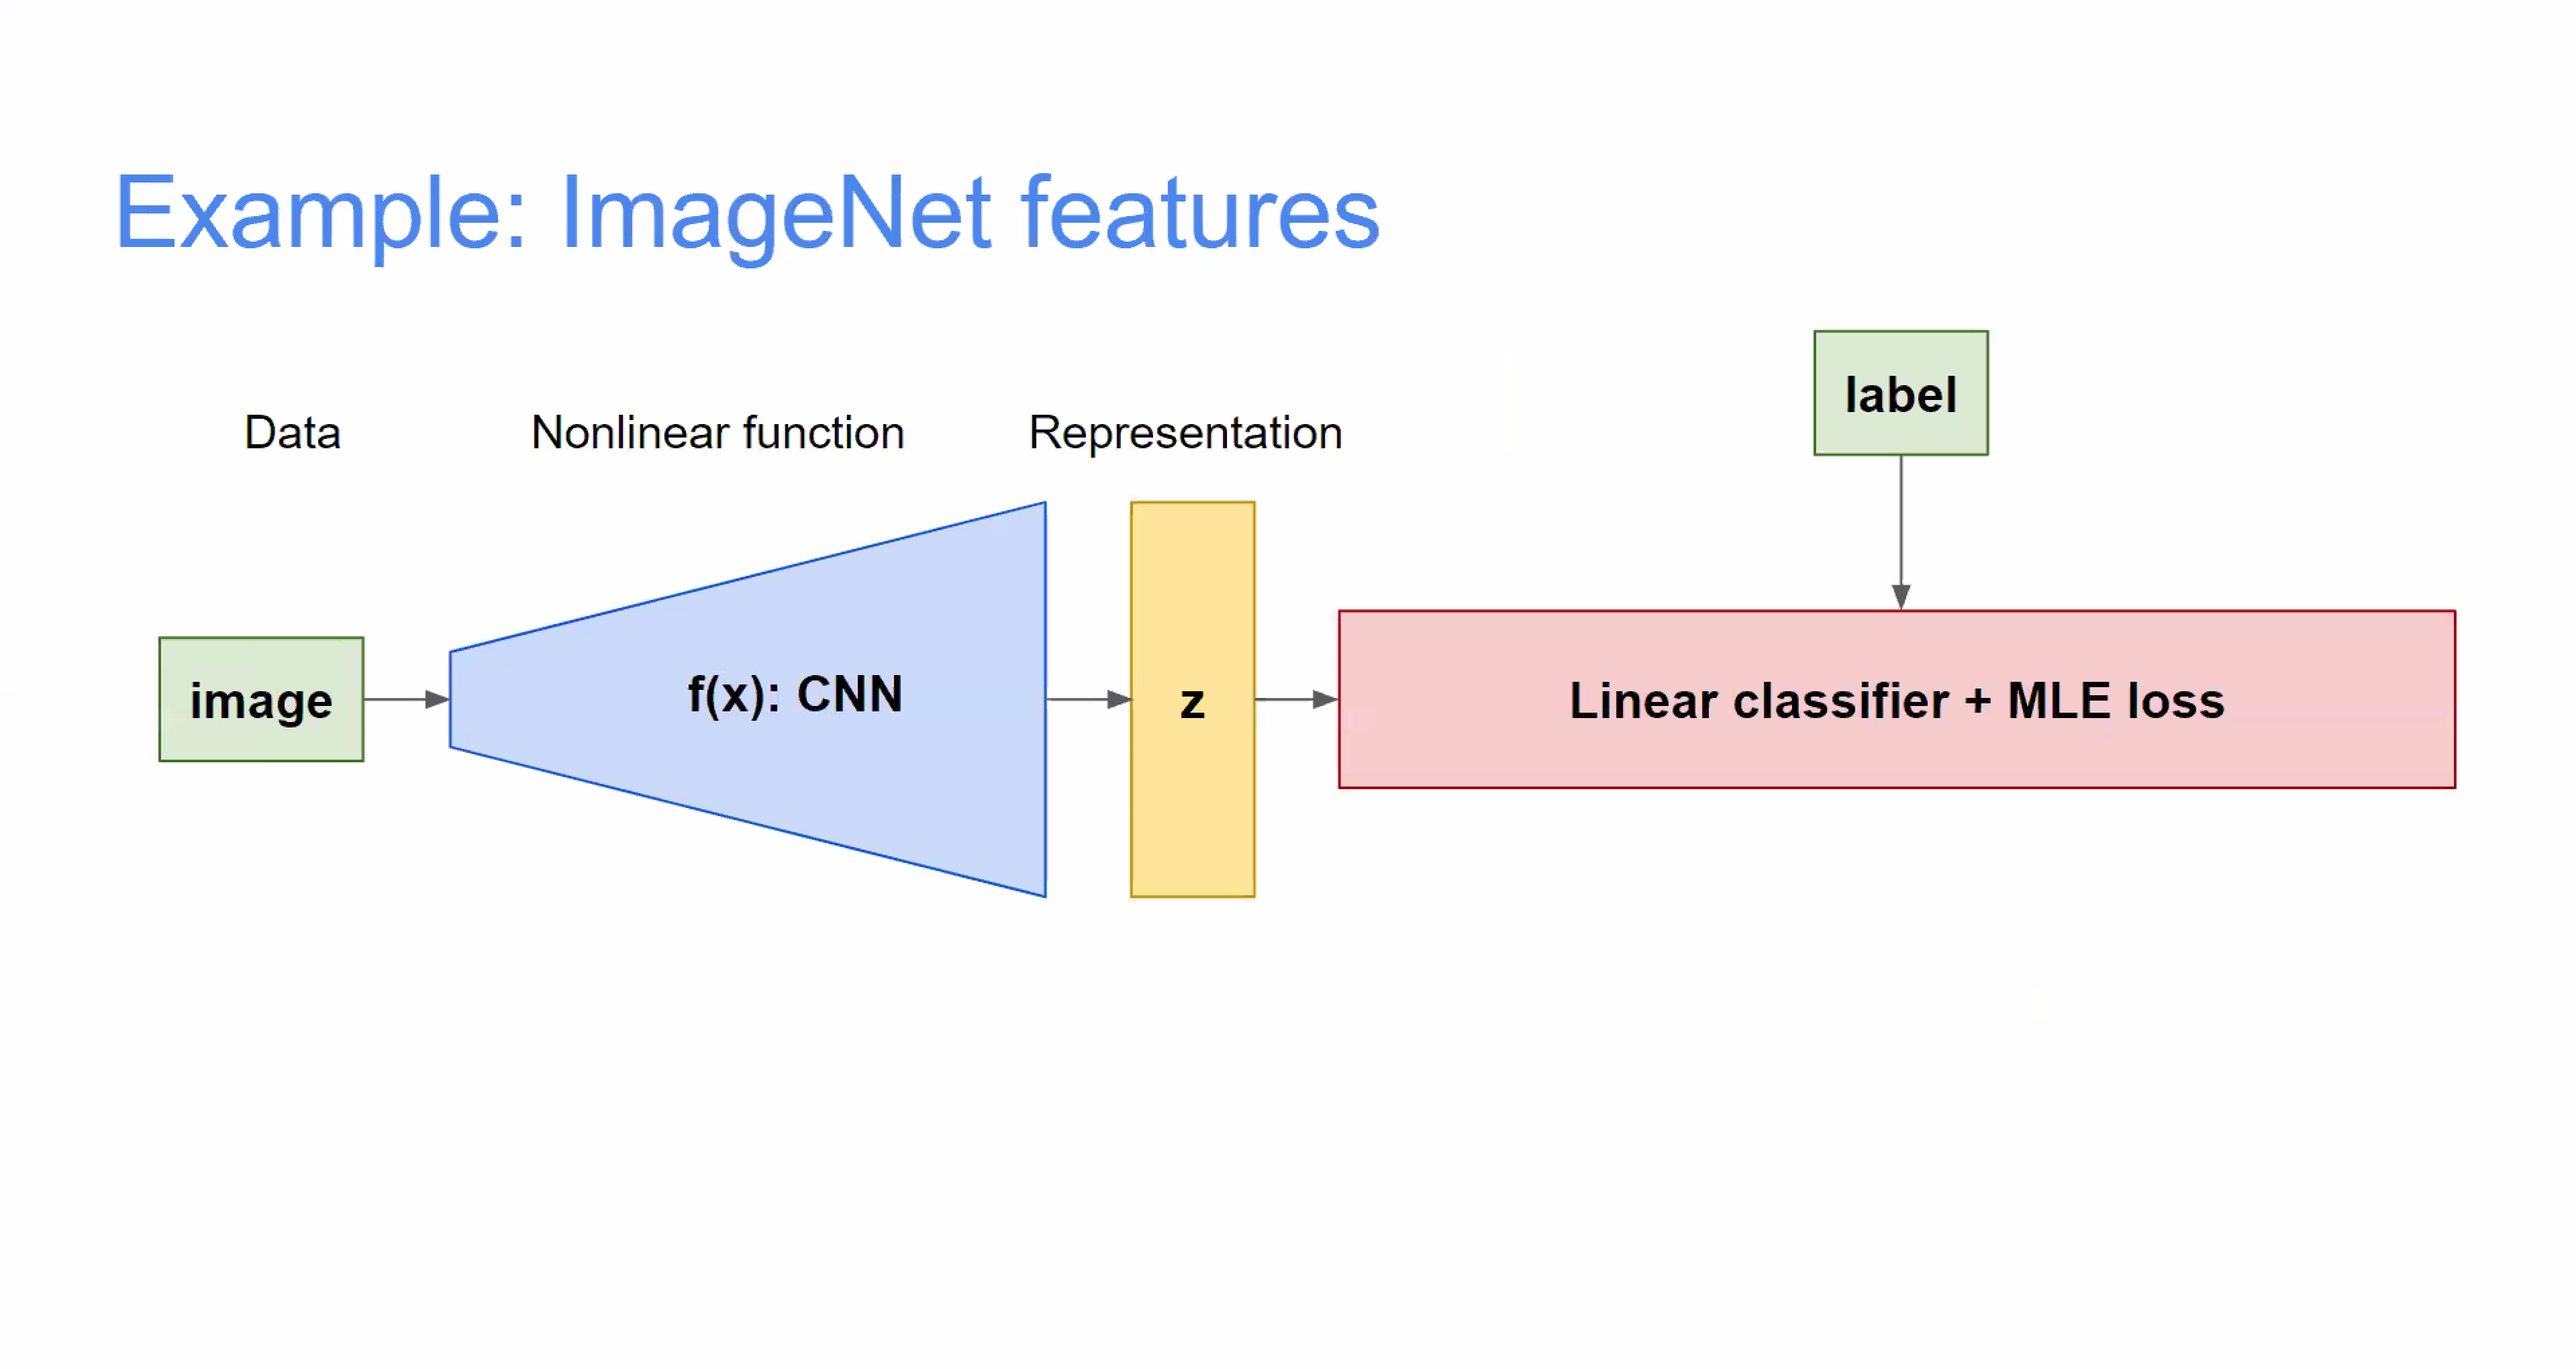 Example: ImageNet features
label
Data
Nonlinear function
Representation
image
f(x): CNN
z
Linear classifier + MLE loss